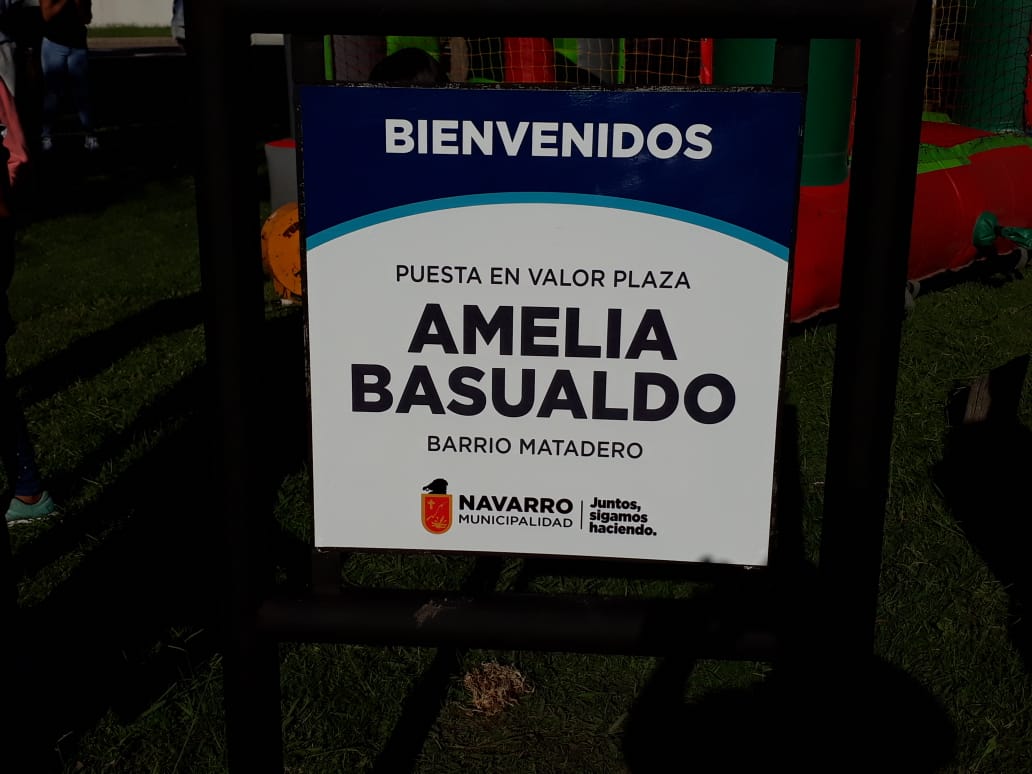 BIENVENIDOS
PUESTA EN VALOR PLAZA
AMELIA
BASUALDO
BARRIO MATADERO
NAVARRO
MUNICIPALIDAD
Juntos,
sigamos
haciendo.